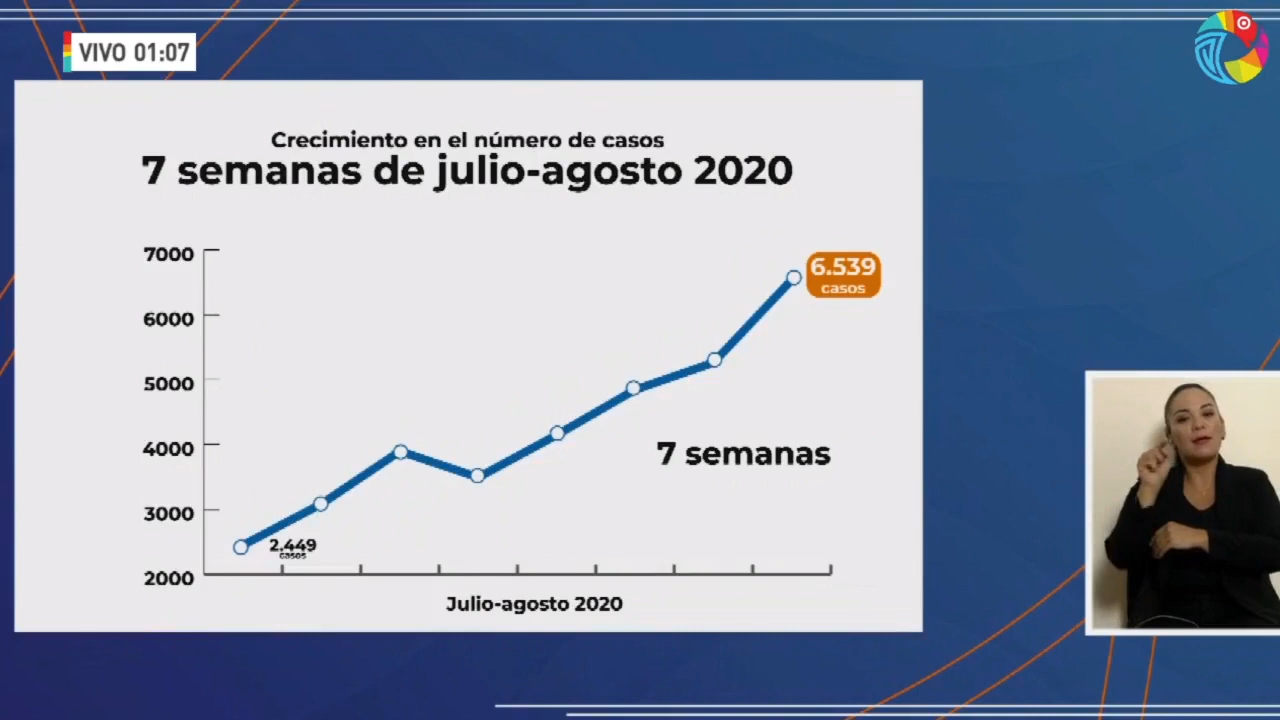 VIVO 01:07
Crecimiento en el número de casos
7 semanas de julio-agosto 2020
7000
6.539
casos
6000
5000
4000
7 semanas
3000
2.449
casos
2000
Julio-agosto 2020